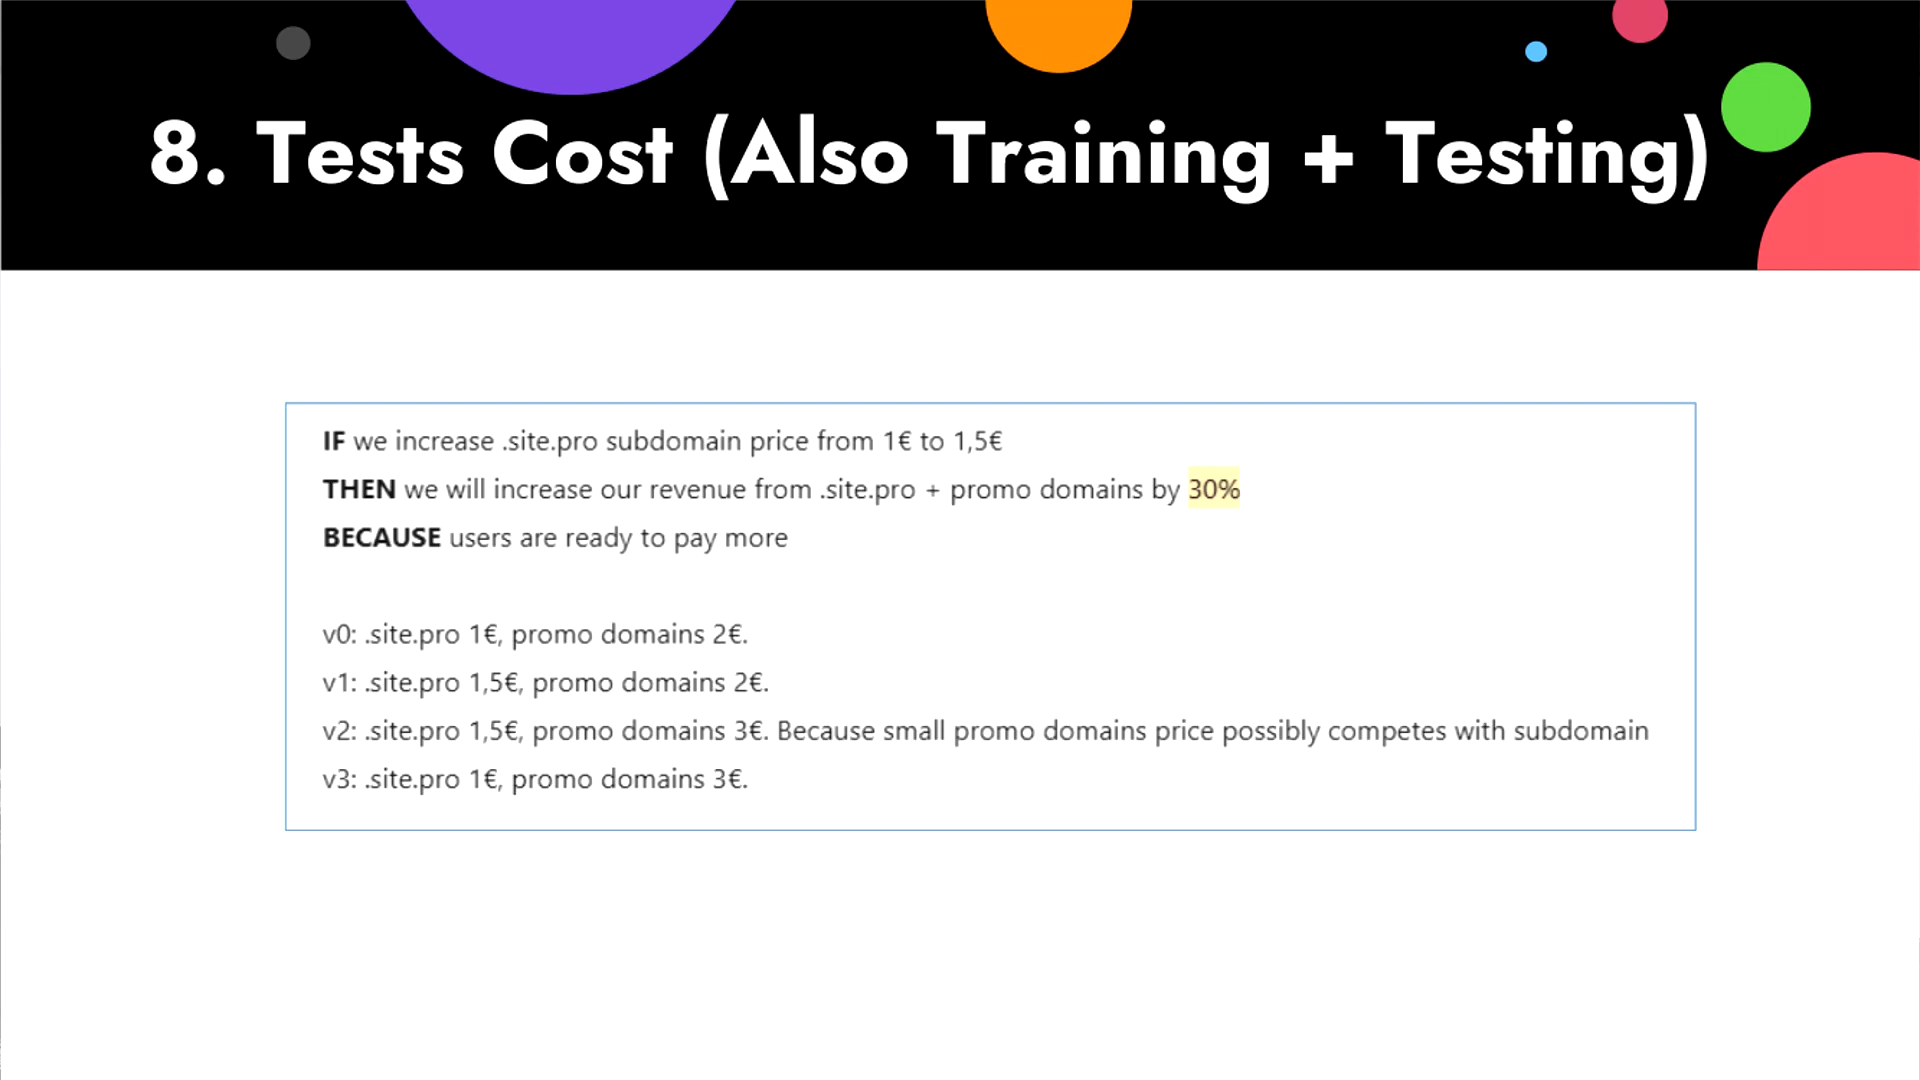 8. Tests Cost (Also Training + Testing)
IF we increase .site.pro subdomain price from 1€ to 1,5€
THEN we will increase our revenue from .site.pro + promo domains by 30%
BECAUSE users are ready to pay more
v0: .site.pro 1€, promo domains 2€.
v1: .site.pro 1,5€, promo domains 2€.
v2: .site.pro 1,5€, promo domains 3€. Because small promo domains price possibly competes with subdomain
v3: .site.pro 1€, promo domains 3€.